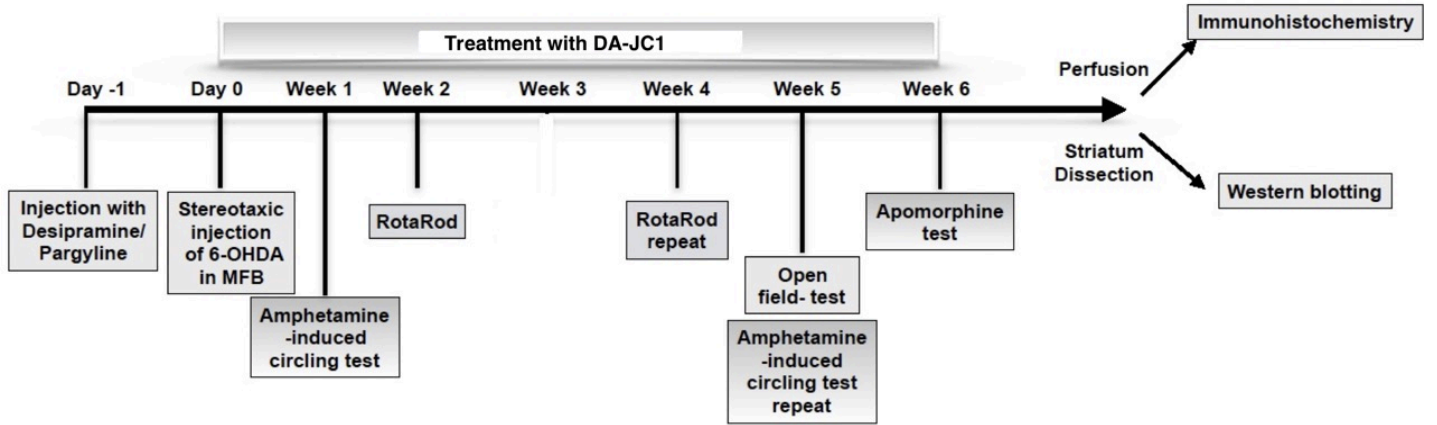 Treatment with DA-JC1
Immunohistochemistry
Perfusion
Day -1 Day 0 Week 1 Week 2 Week 3 Week 4 Week 5 Week 6
Striatum
Dissection
Western blotting
Injection with
Desipramine/
Pargyline
Stereotaxic
injection
of 6-OHDA
in MFB
Amphetamine
-induced
circling test
RotaRod
RotaRod
repeat
Open
field- test
Amphetamine
-induced
circling test
repeat
Apomorphine
test